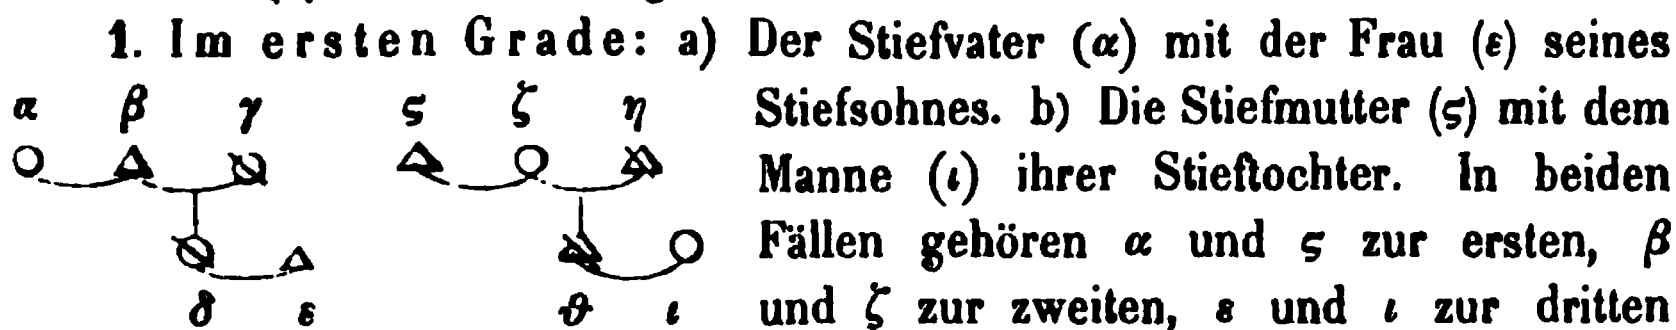 1. Im ersten Grade: a) Der Stiefvater (α) mit der Frau (ε) seines
α β γ ϛ ζ η
Stiefsohnes. b) Die Stiefmutter (ϛ) mit dem
Manne (ι) ihrer Stieftochter. In beiden
Fällen gehören α und ϛ zur ersten, β
δ ε ϑ ι
und ζ zur zweiten, ε und ι zur dritten